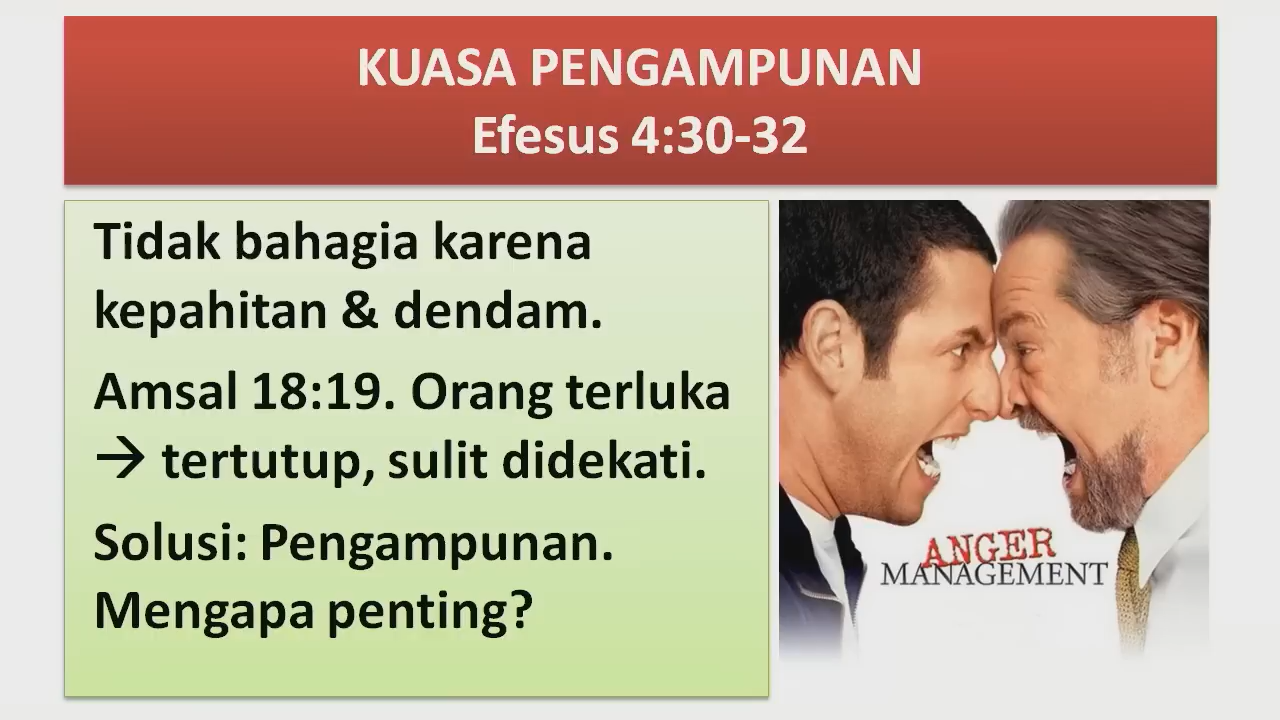 KUASA PENGAMPUNAN
Efesus 4:30-32
Tidak bahagia karena
kepahitan & dendam.
Amsal 18:19. Orang terluka
→ tertutup, sulit didekati.
Solusi: Pengampunan.
Mengapa penting?
ANGER
MANAGEMENT